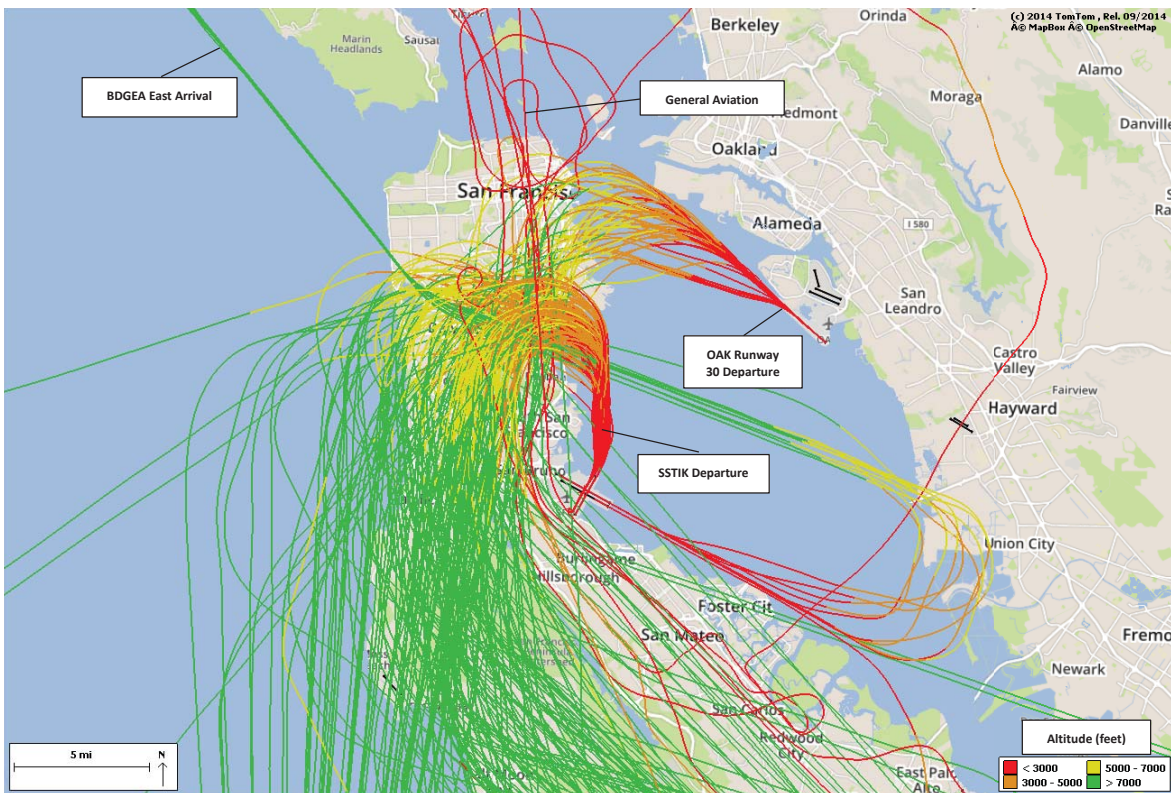 (c) 2014 TomTom , Rel. 09/2014
Â© MapBox Â© OpenStreetMap
Berkeley
Orinda
Marin
Headlands
BDGEA East Arrival
General Aviation
Alamo
Moraga
Danville
Oakland
San
Alameda
I 580
San
Leandro
OAK Runway
30 Departure
Castro
Valley
Fairview
Hayward
SSTIK Departure
Union City
Burlingame
Hillsborough
Foster City
San Mateo
Fremo
Newark
San Carlos
Redwood
City
East Palo
Alto
5 mi
N
Altitude (feet)
< 3000
5000 - 7000
3000 - 5000
> 7000